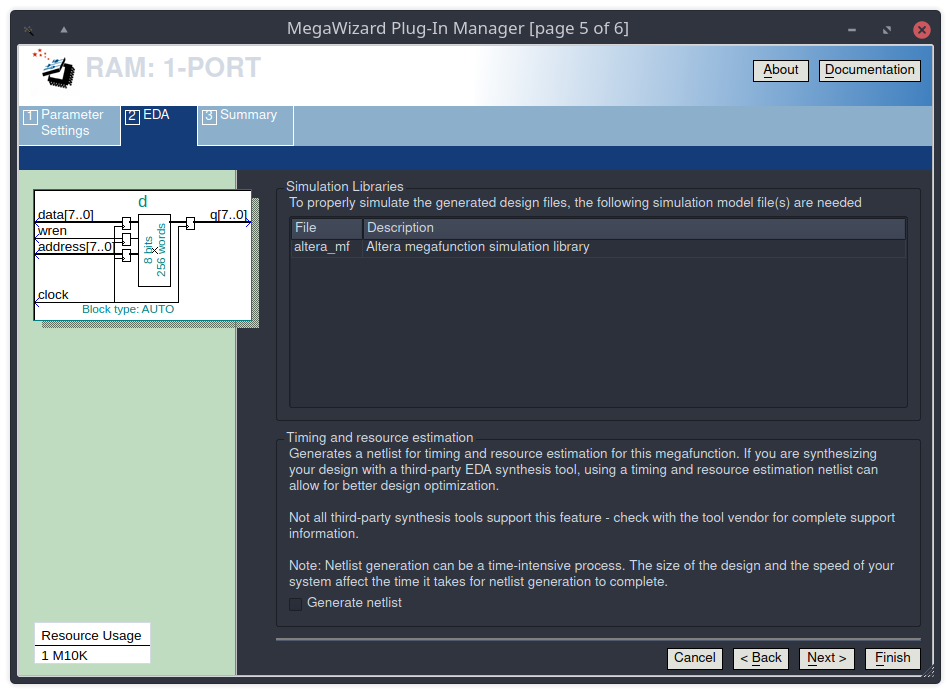 MegaWizard Plug-In Manager [page 5 of 6]
RAM: 1-PORT
About
Documentation
1 Parameter
Settings
2 EDA
3 Summary
d
data[7..0]
q[7..0]
wren
address[7..0]
8 bits
256 words
clock
Block type: AUTO
Resource Usage
1 M10K
Simulation Libraries
To properly simulate the generated design files, the following simulation model file(s) are needed
File Description
altera_mf Altera megafunction simulation library
Timing and resource estimation
Generates a netlist for timing and resource estimation for this megafunction. If you are synthesizing
your design with a third-party EDA synthesis tool, using a timing and resource estimation netlist can
allow for better design optimization.
Not all third-party synthesis tools support this feature - check with the tool vendor for complete support
information.
Note: Netlist generation can be a time-intensive process. The size of the design and the speed of your
system affect the time it takes for netlist generation to complete.
Generate netlist
Cancel
< Back
Next >
Finish